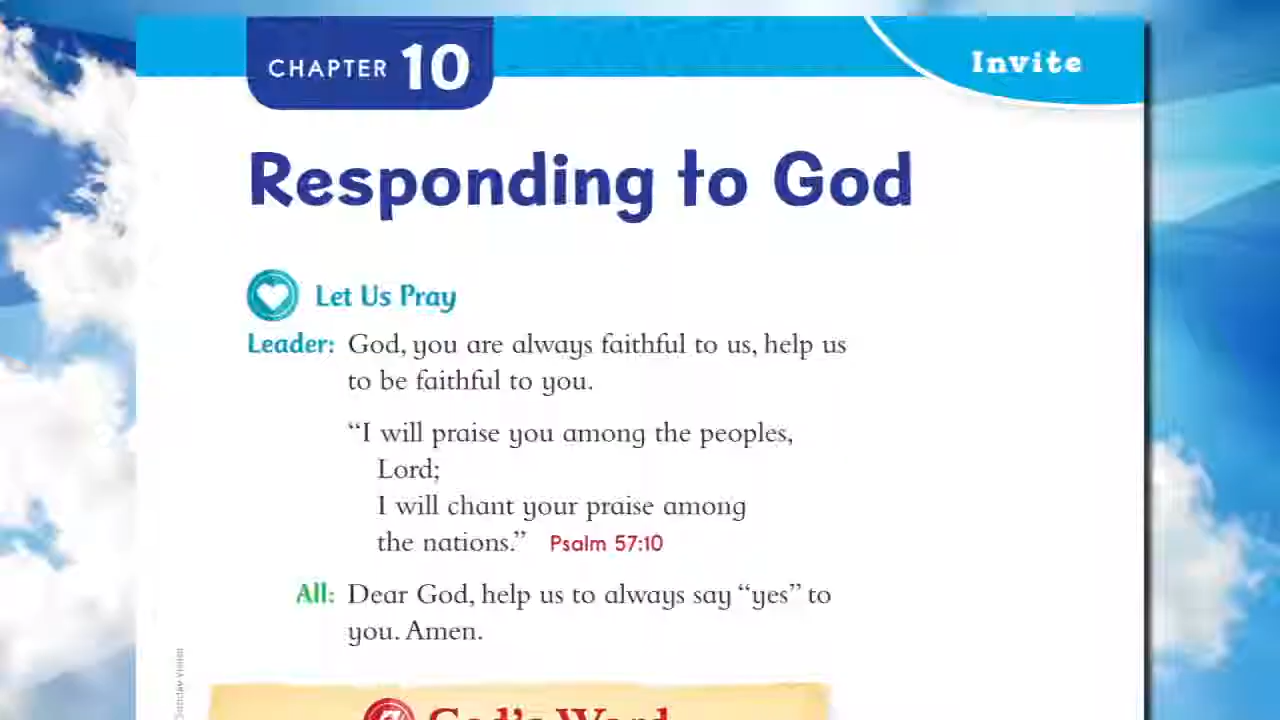 CHAPTER 10
Invite
Responding to God
Let Us Pray
Leader: God, you are always faithful to us, help us
to be faithful to you.
“I will praise you among the peoples,
Lord;
I will chant your praise among
the nations.” Psalm 57:10
All: Dear God, help us to always say “yes” to
you. Amen.
God's Word